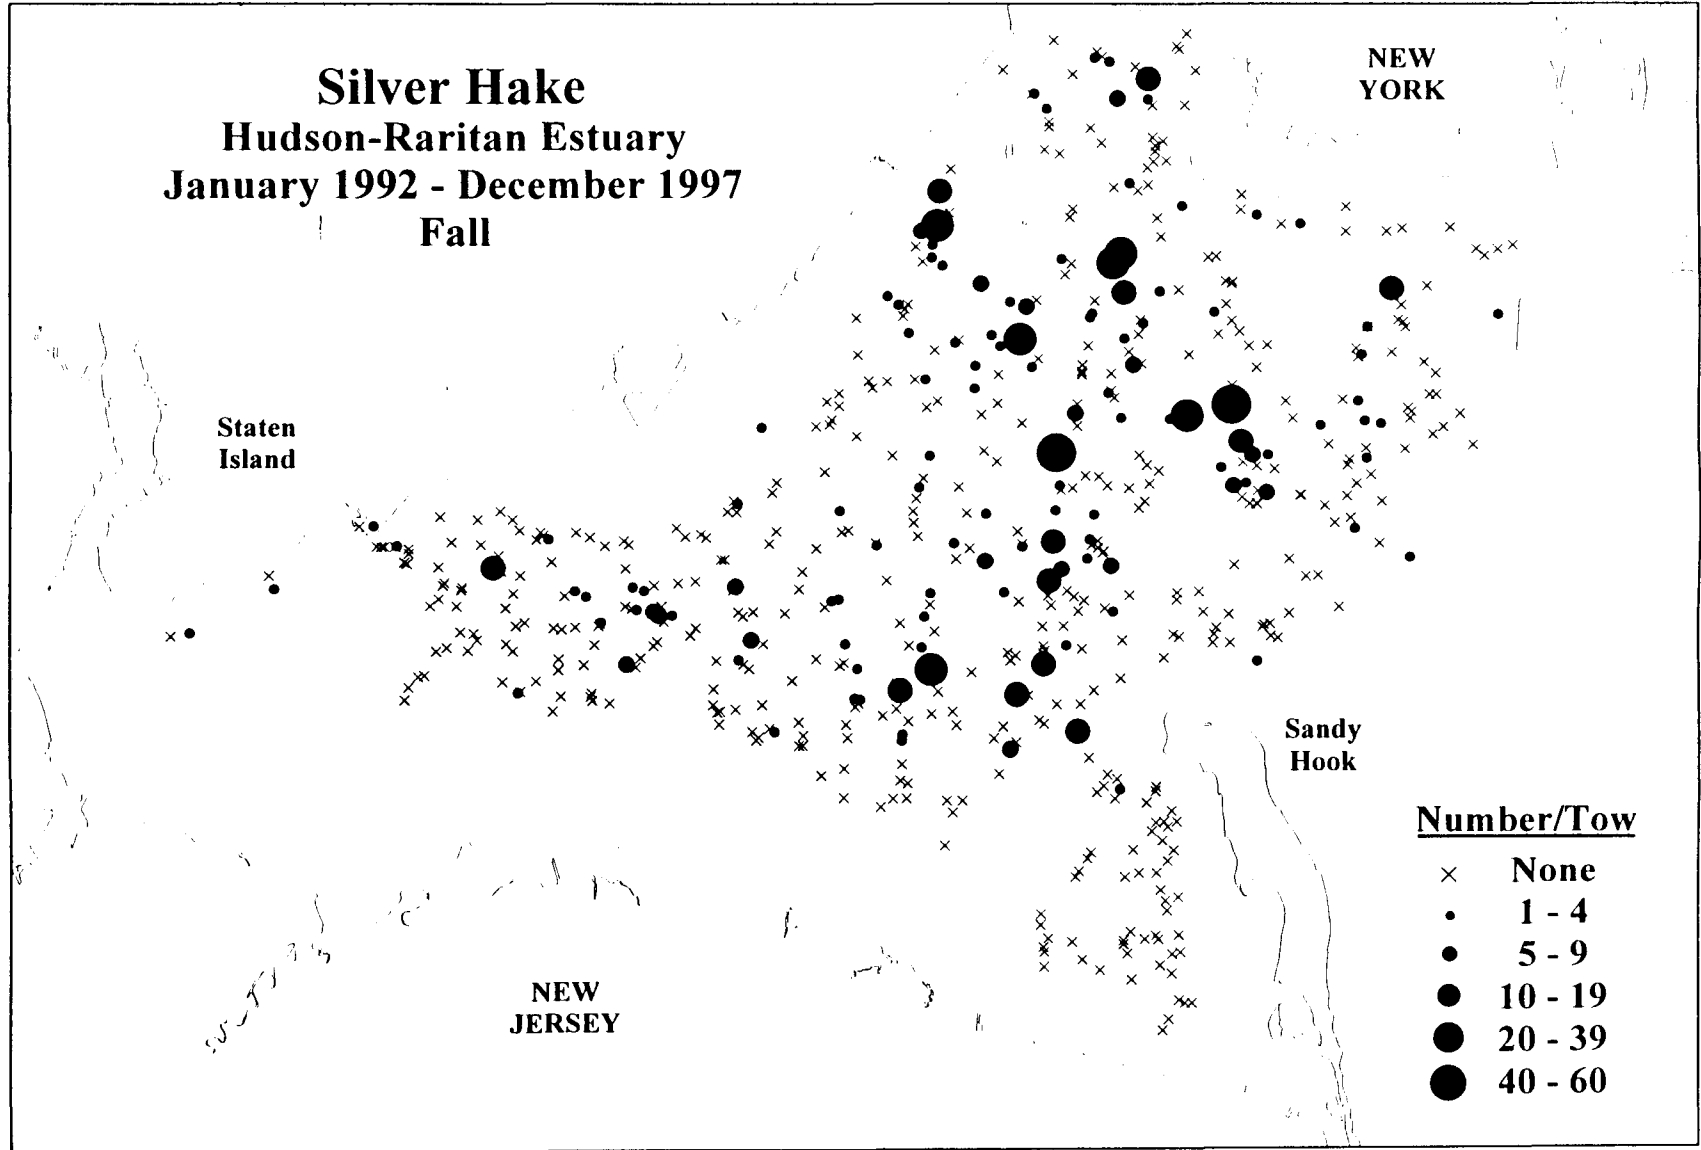 Silver Hake
Hudson-Raritan Estuary
January 1992 - December 1997
Fall
NEW
YORK
Staten
Island
Sandy
Hook
NEW
JERSEY
Number/Tow
None
1 - 4
5 - 9
10 - 19
20 - 39
40 - 60